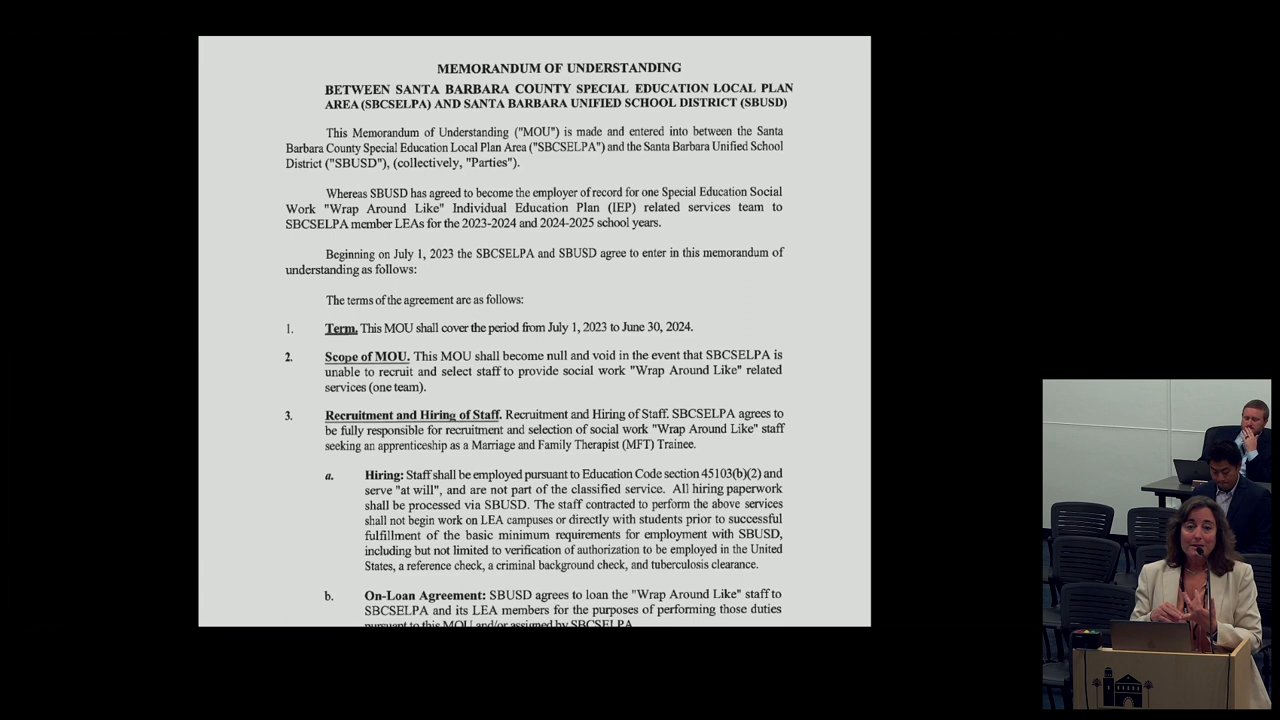 MEMORANDUM OF UNDERSTANDING
BETWEEN SANTA BARBARA COUNTY SPECIAL EDUCATION LOCAL PLAN
AREA (SBCSELPA) AND SANTA BARBARA UNIFIED SCHOOL DISTRICT (SBUSD)
This Memorandum of Understanding ("MOU") is made and entered into between the Santa
Barbara County Special Education Local Plan Area ("SBCSELPA") and the Santa Barbara Unified School
District ("SBUSD"), (collectively, "Parties").
Whereas SBUSD has agreed to become the employer of record for one Special Education Social
Work "Wrap Around Like" Individual Education Plan (IEP) related services team to
SBCSELPA member LEAs for the 2023-2024 and 2024-2025 school years.
Beginning on July 1, 2023 the SBCSELPA and SBUSD agree to enter in this memorandum of
understanding as follows:
The terms of the agreement are as follows:
1. Term. This MOU shall cover the period from July 1, 2023 to June 30, 2024.
2. Scope of MOU. This MOU shall become null and void in the event that SBCSELPA is
unable to recruit and select staff to provide social work "Wrap Around Like" related
services (one team).
3. Recruitment and Hiring of Staff. Recruitment and Hiring of Staff. SBCSELPA agrees to
be fully responsible for recruitment and selection of social work "Wrap Around Like" staff
seeking an apprenticeship as a Marriage and Family Therapist (MFT) Trainee.
a. Hiring: Staff shall be employed pursuant to Education Code section 45103(b)(2) and
serve "at will", and are not part of the classified service. All hiring paperwork
shall be processed via SBUSD. The staff contracted to perform the above services
shall not begin work on LEA campuses or directly with students prior to successful
fulfillment of the basic minimum requirements for employment with SBUSD,
including but not limited to verification of authorization to be employed in the United
States, a reference check, a criminal background check, and tuberculosis clearance.
b. On-Loan Agreement: SBUSD agrees to loan the "Wrap Around Like" staff to
SBCSELPA and its LEA members for the purposes of performing those duties
pursuant to this MOU and/or assigned by SBCSELPA.